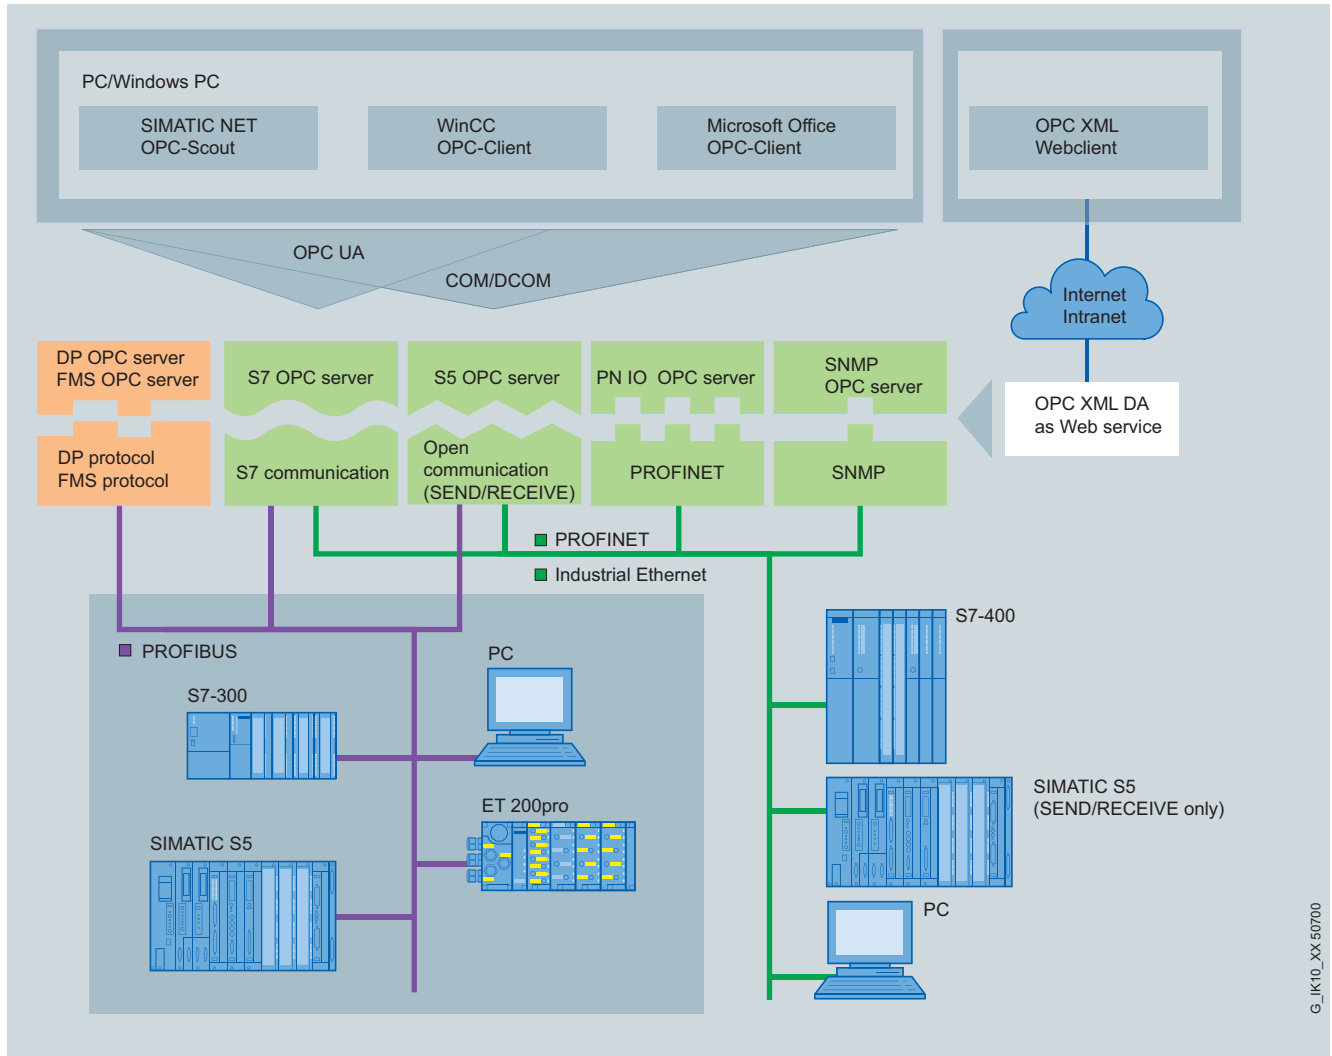 PC/Windows PC
SIMATIC NET
OPC-Scout
WinCC
OPC-Client
Microsoft Office
OPC-Client
OPC XML
Webclient
OPC UA
COM/DCOM
Internet
Intranet
DP OPC server
FMS OPC server
S7 OPC server
S5 OPC server
PN IO OPC server
SNMP
OPC server
OPC XML DA
as Web service
DP protocol
FMS protocol
S7 communication
Open
communication
(SEND/RECEIVE)
PROFINET
SNMP
PROFINET
Industrial Ethernet
PROFIBUS
PC
S7-300
ET 200pro
SIMATIC S5
S7-400
SIMATIC S5
(SEND/RECEIVE only)
PC
G_IK10_XX 50700